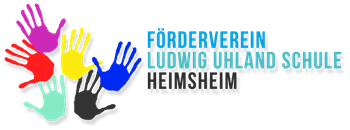 FÖRDERVEREIN
LUDWIG UHLAND SCHULE
HEIMSHEIM